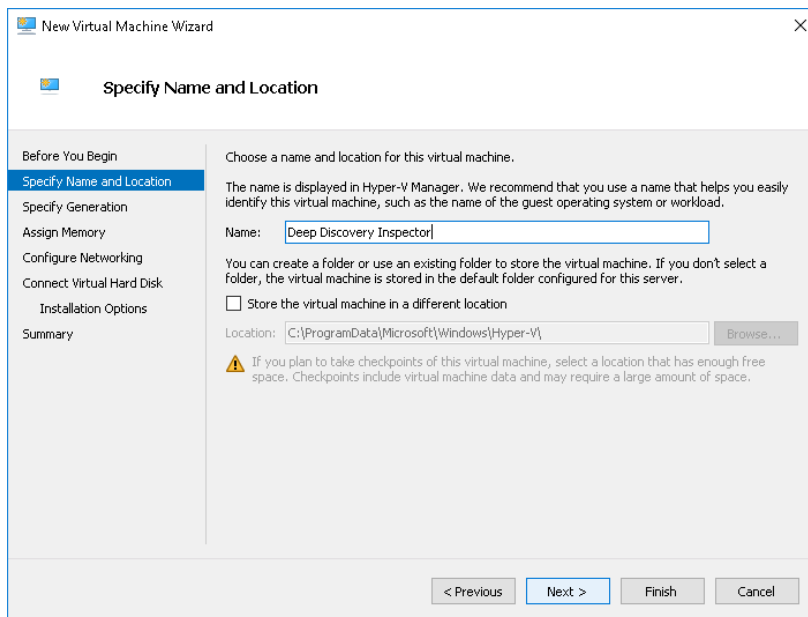 New Virtual Machine Wizard
Specify Name and Location
Before You Begin
Specify Name and Location
Specify Generation
Assign Memory
Configure Networking
Connect Virtual Hard Disk
Installation Options
Summary
Choose a name and location for this virtual machine.
The name is displayed in Hyper-V Manager. We recommend that you use a name that helps you easily
identify this virtual machine, such as the name of the guest operating system or workload.
Name: Deep Discovery Inspector
You can create a folder or use an existing folder to store the virtual machine. If you don't select a
folder, the virtual machine is stored in the default folder configured for this server.
Store the virtual machine in a different location
Location: C:\ProgramData\Microsoft\Windows\Hyper-V\ Browse...
If you plan to take checkpoints of this virtual machine, select a location that has enough free
space. Checkpoints include virtual machine data and may require a large amount of space.
< Previous Next > Finish Cancel